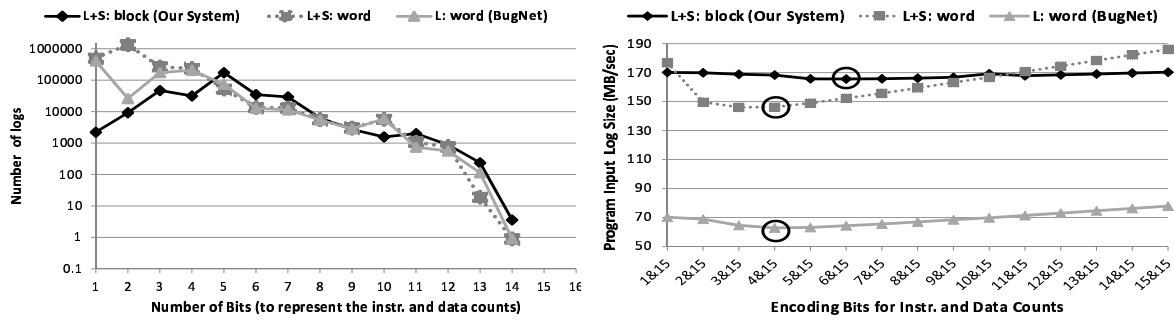 L+S: block (Our System) L+S: word L: word (BugNet)
Number of logs
1000000
100000
10000
1000
100
10
1
0.1
1 2 3 4 5 6 7 8 9 10 11 12 13 14 15 16
Number of Bits (to represent the instr. and data counts)
L+S: block (Our System) L+S: word L: word (BugNet)
Program Input Log Size (MB/sec)
190
170
150
130
110
90
70
50
1&15 2&15 3&15 4&15 5&15 6&15 7&15 8&15 9&15 10&15 11&15 12&15 13&15 14&15 15&15
Encoding Bits for Instr. and Data Counts